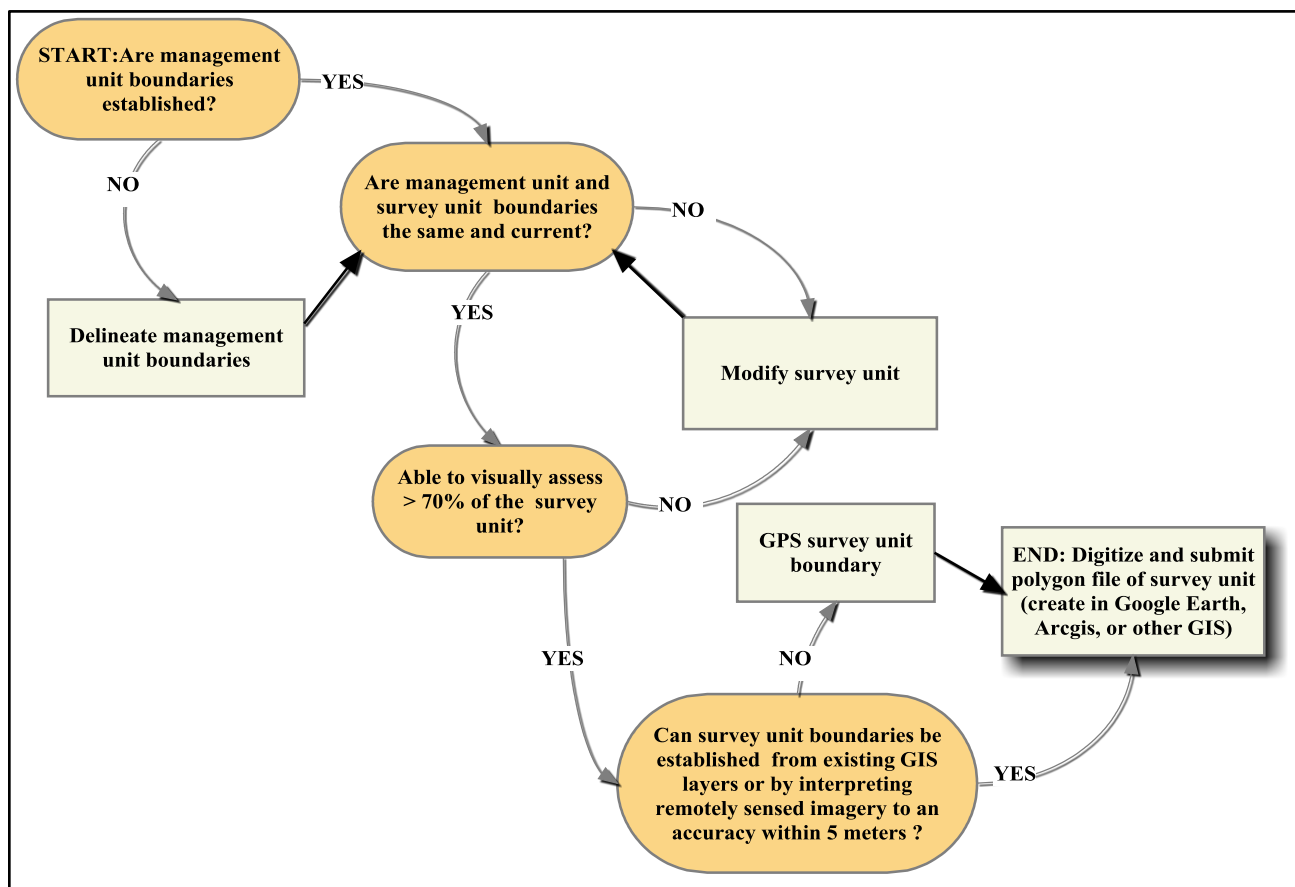 START:Are management
unit boundaries
established?
YES
NO
Are management unit and
survey unit boundaries
the same and current?
NO
Delineate management
unit boundaries
YES
Modify survey unit
Able to visually assess
> 70% of the survey
unit?
NO
GPS survey unit
boundary
END: Digitize and submit
polygon file of survey unit
(create in Google Earth,
Arcgis, or other GIS)
YES
NO
Can survey unit boundaries be
established from existing GIS
layers or by interpreting
remotely sensed imagery to an
accuracy within 5 meters ?
YES